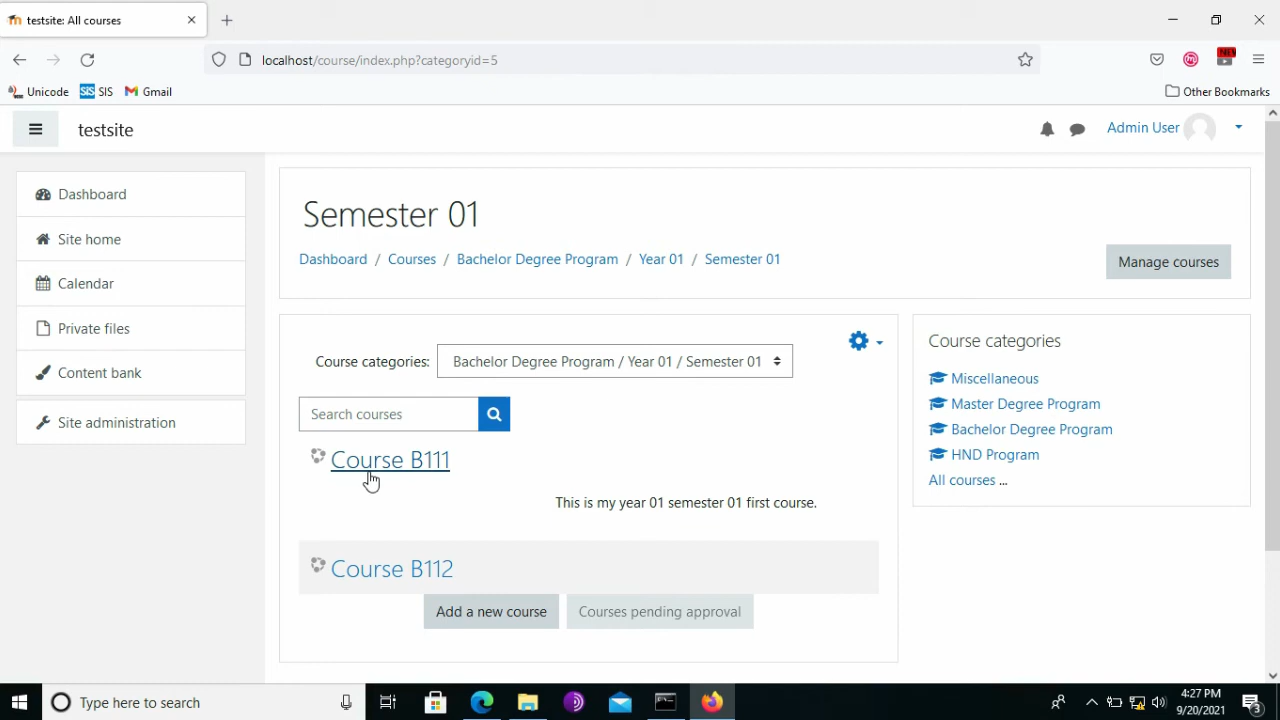 testsite: All courses
localhost/course/index.php?categoryid=5
NEW
Unicode SiS SIS Gmail Other Bookmarks
testsite
Admin User
Dashboard
Site home
Calendar
Private files
Content bank
Site administration
Semester 01
Dashboard / Courses / Bachelor Degree Program / Year 01 / Semester 01
Manage courses
Course categories: Bachelor Degree Program / Year 01 / Semester 01
Search courses
Course B111
This is my year 01 semester 01 first course.
Course B112
Add a new course Courses pending approval
Course categories
Miscellaneous
Master Degree Program
Bachelor Degree Program
HND Program
All courses ...
Type here to search
4:27 PM
9/20/2021
3